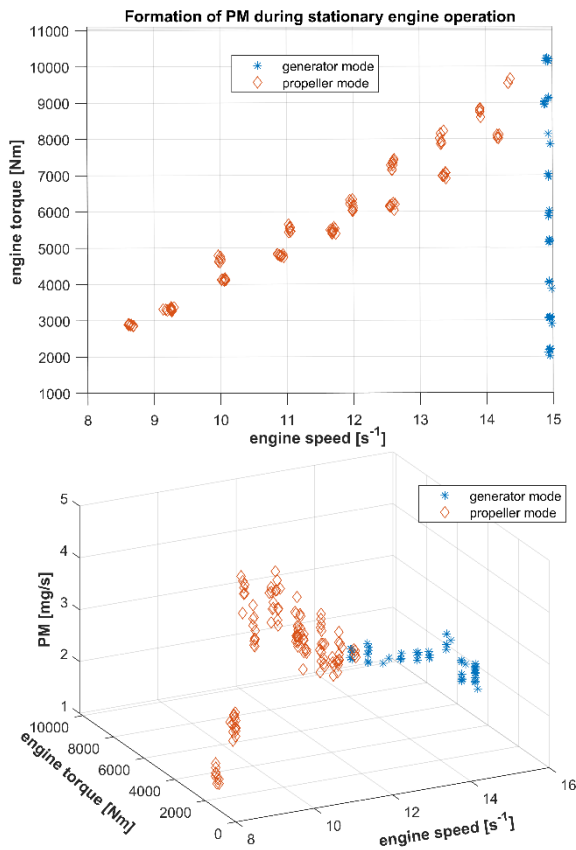 Formation of PM during stationary engine operation
11000
10000
9000
8000
7000
6000
5000
4000
3000
2000
1000
engine torque [Nm]
generator mode
propeller mode
8 9 10 11 12 13 14 15
engine speed [s⁻¹]
5
4
3
2
1
PM [mg/s]
generator mode
propeller mode
10000
8000
6000
4000
2000
0
engine torque [Nm]
8 10 12 14 16
engine speed [s⁻¹]